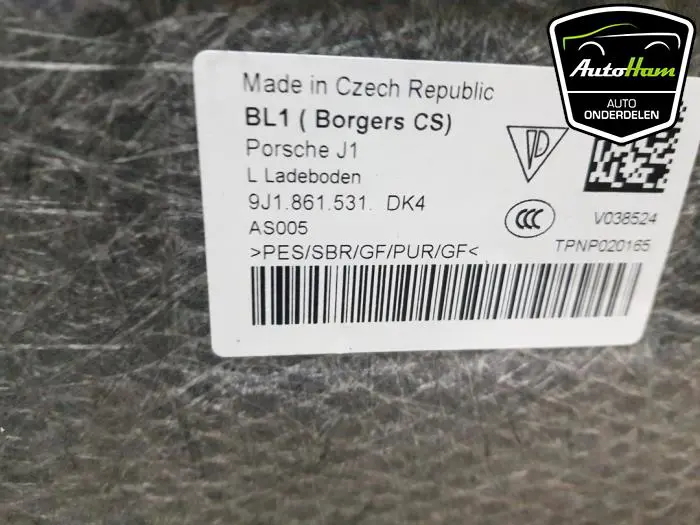 Made in Czech Republic
BL1 ( Borgers CS)
Porsche J1
L Ladeboden
9J1.861.531. DK4
AS005
>PES/SBR/GF/PUR/GF<
CCC
V038524
TPNP020165
AutoHam
AUTO
ONDERDELEN